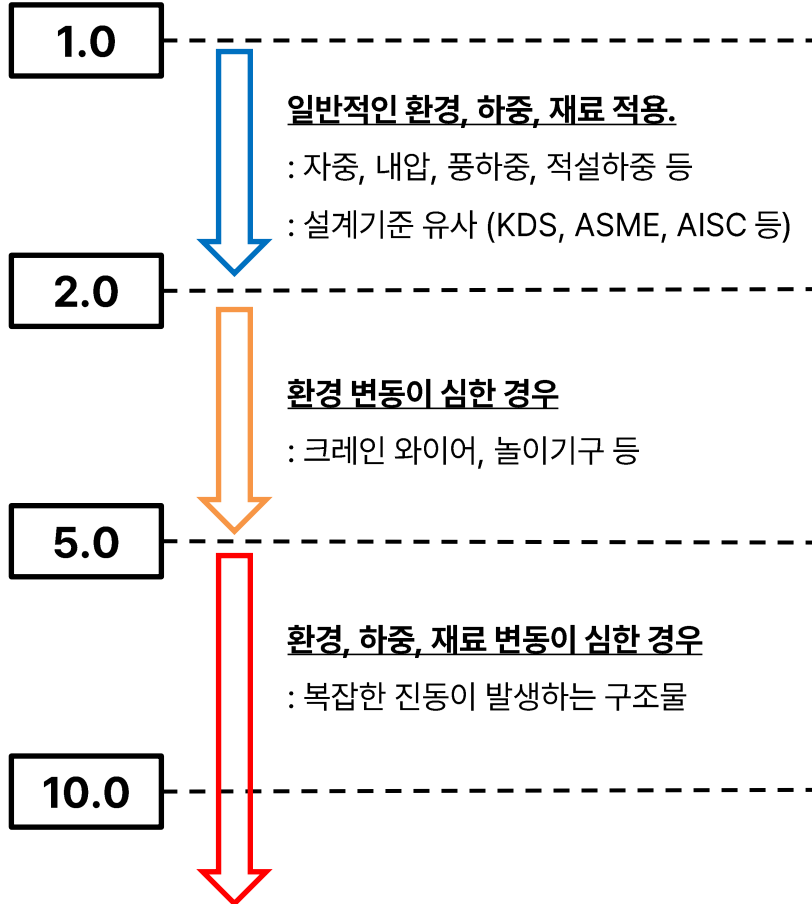 1.0
일반적인 환경, 하중, 재료 적용.
: 자중, 내압, 풍하중, 적설하중 등
: 설계기준 유사 (KDS, ASME, AISC 등)
2.0
환경 변동이 심한 경우
: 크레인 와이어, 놀이기구 등
5.0
환경, 하중, 재료 변동이 심한 경우
: 복잡한 진동이 발생하는 구조물
10.0